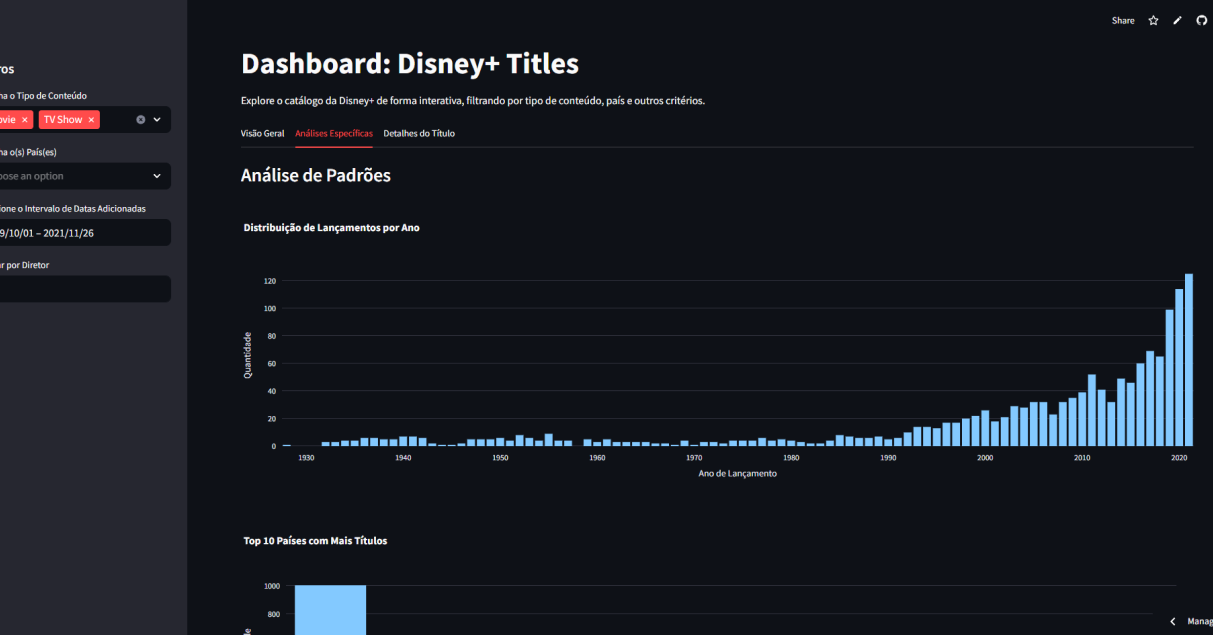 Share
ros
Dashboard: Disney+ Titles
Explore o catálogo da Disney+ de forma interativa, filtrando por tipo de conteúdo, país e outros critérios.
ha o Tipo de Conteúdo
ovie × TV Show ×
Visão Geral Análises Específicas Detalhes do Título
ha o(s) País(es)
oose an option
Análise de Padrões
ione o Intervalo de Datas Adicionadas
9/10/01 – 2021/11/26
r por Diretor
Distribuição de Lançamentos por Ano
Quantidade
120
100
80
60
40
20
0
1930 1940 1950 1960 1970 1980 1990 2000 2010 2020
Ano de Lançamento
Top 10 Países com Mais Títulos
1000
800
de
Manag